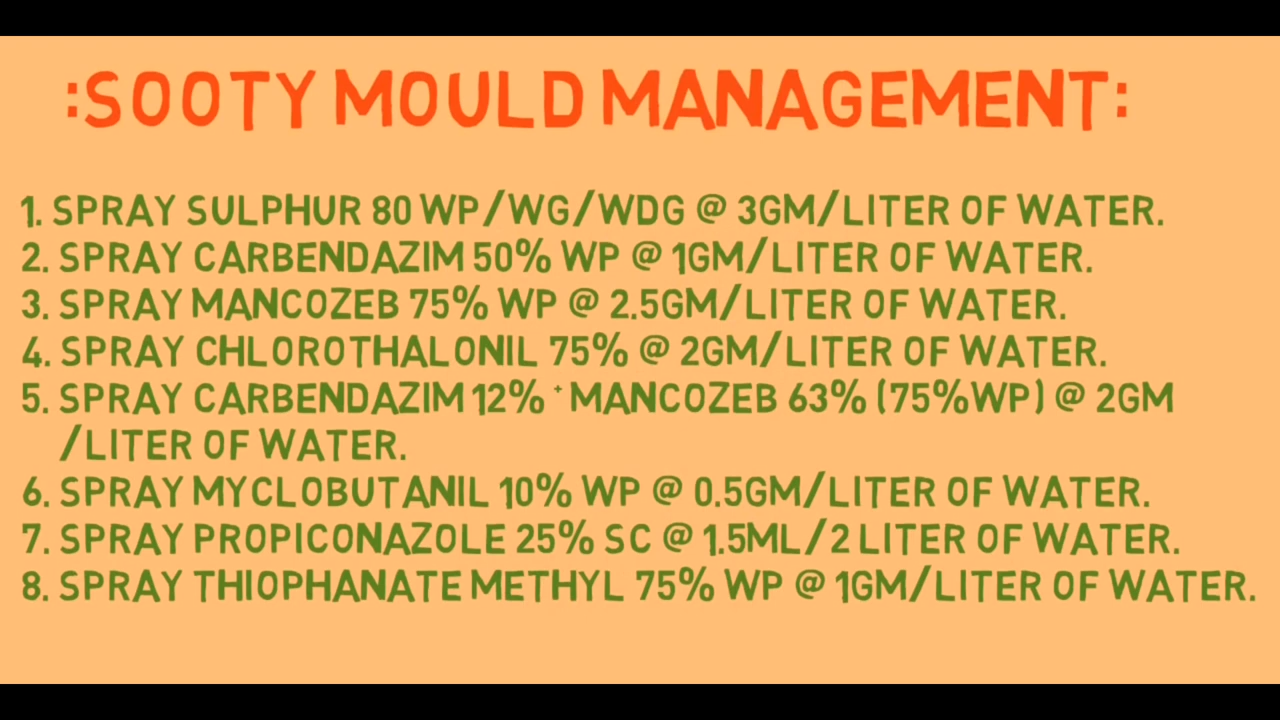 :SOOTY MOULD MANAGEMENT:
1. SPRAY SULPHUR 80 WP/WG/WDG @ 3GM/LITER OF WATER.
2. SPRAY CARBENDAZIM 50% WP @ 1GM/LITER OF WATER.
3. SPRAY MANCOZEB 75% WP @ 2.5GM/LITER OF WATER.
4. SPRAY CHLOROTHALONIL 75% @ 2GM/LITER OF WATER.
5. SPRAY CARBENDAZIM 12% + MANCOZEB 63% (75%WP) @ 2GM
/LITER OF WATER.
6. SPRAY MYCLOBUTANIL 10% WP @ 0.5GM/LITER OF WATER.
7. SPRAY PROPICONAZOLE 25% SC @ 1.5ML/2 LITER OF WATER.
8. SPRAY THIOPHANATE METHYL 75% WP @ 1GM/LITER OF WATER.